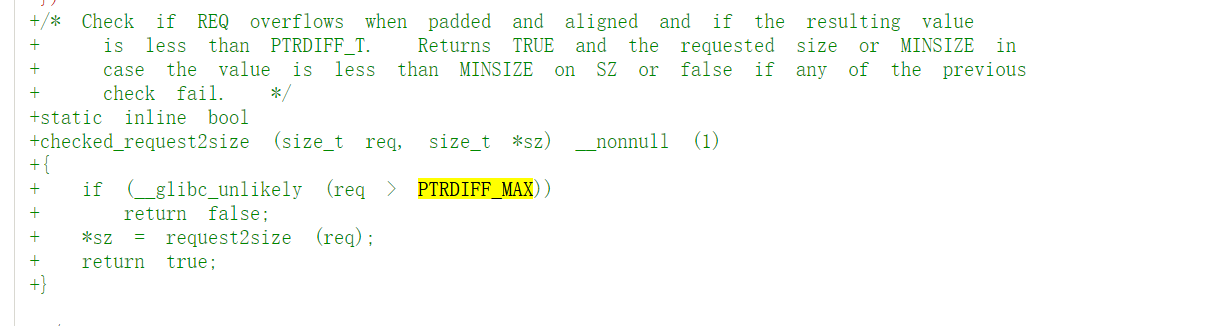 +/* Check if REQ overflows when padded and aligned and if the resulting value
+ is less than PTRDIFF_T. Returns TRUE and the requested size or MINSIZE in
+ case the value is less than MINSIZE on SZ or false if any of the previous
+ check fail. */
+static inline bool
+checked_request2size (size_t req, size_t *sz) __nonnull (1)
+{
+ if (__glibc_unlikely (req > PTRDIFF_MAX))
+ return false;
+ *sz = request2size (req);
+ return true;
+}